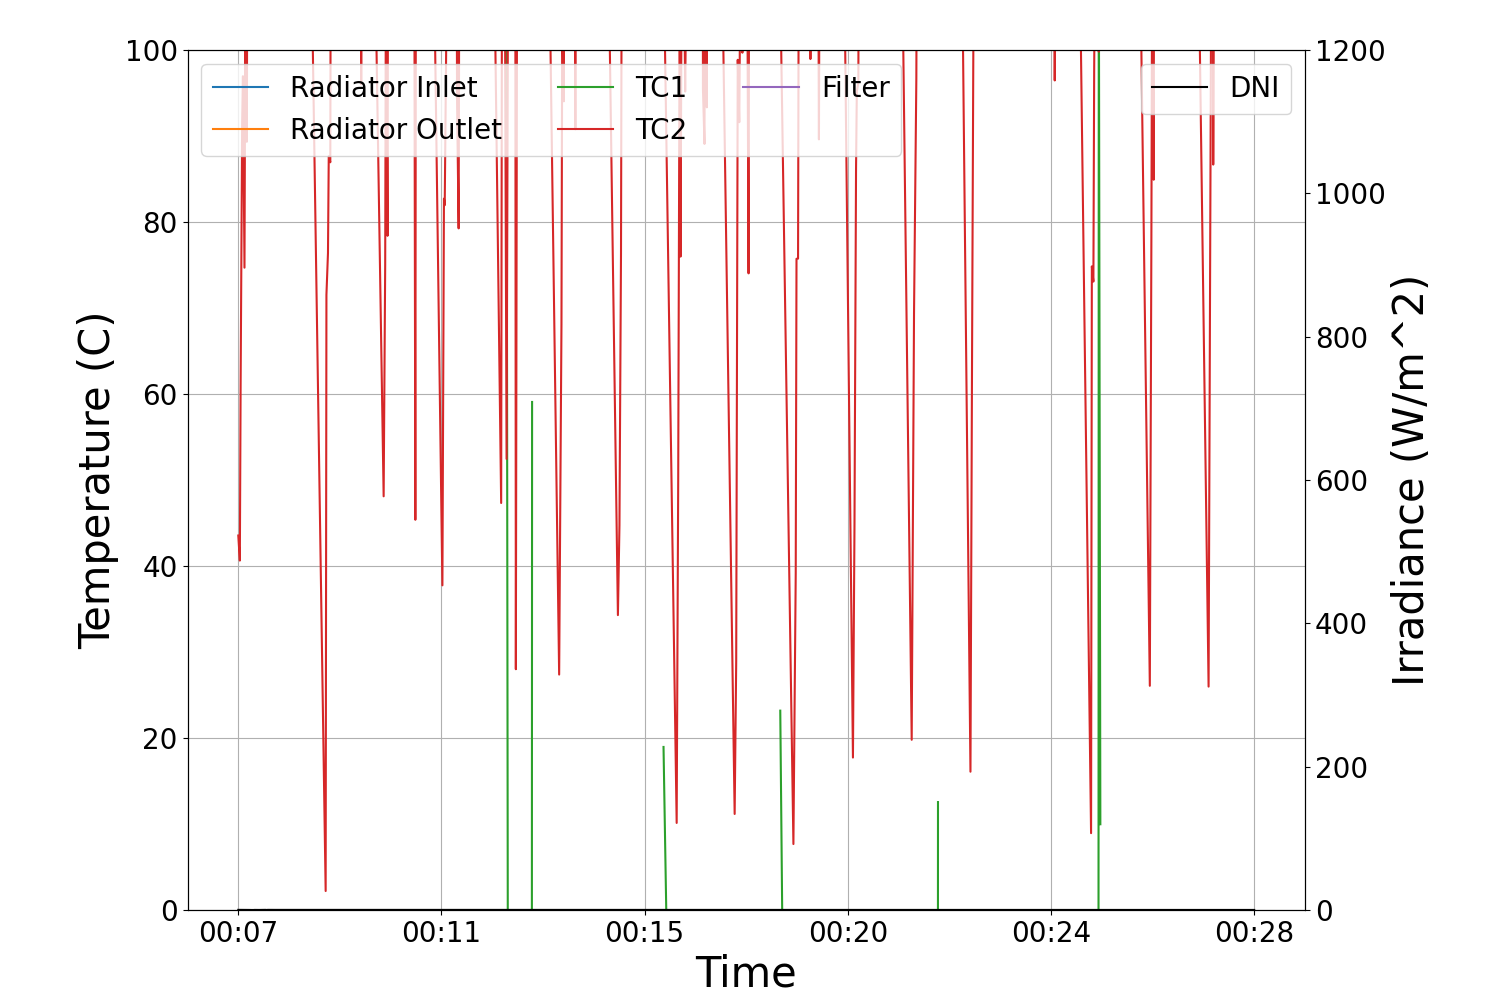 100
80
60
40
20
0
Temperature (C)
Radiator Inlet
Radiator Outlet
TC1
TC2
Filter
DNI
1200
1000
800
600
400
200
0
Irradiance (W/m^2)
00:07 00:11 00:15 00:20 00:24 00:28
Time